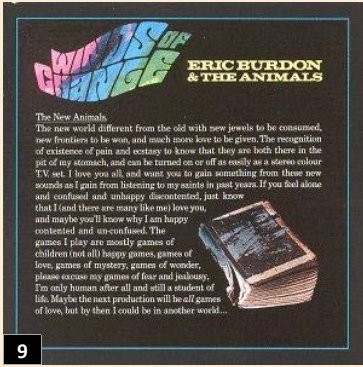 WINDS OF
CHANGE
ERIC BURDON
& THE ANIMALS
The New Animals.
The new world different from the old with new jewels to be consumed,
new frontiers to be won, and much more love to be given. The recognition
of existence of pain and ecstasy to know that they are both there in the
pit of my stomach, and can be turned on or off as easily as a stereo colour
T.V. set. I love you all, and want you to gain something from these new
sounds as I gain from listening to my saints in past years. If you feel alone
and confused and unhappy discontented, just know
that I (and there are many like me) love you,
and maybe you'll know why I am happy
contented and un-confused. The
games I play are mostly games of
children (not all) happy games, games of
love, games of mystery, games of wonder,
please excuse my games of fear and jealousy,
I'm only human after all and still a student of
life. Maybe the next production will be all games
of love, but by then I could be in another world...
9